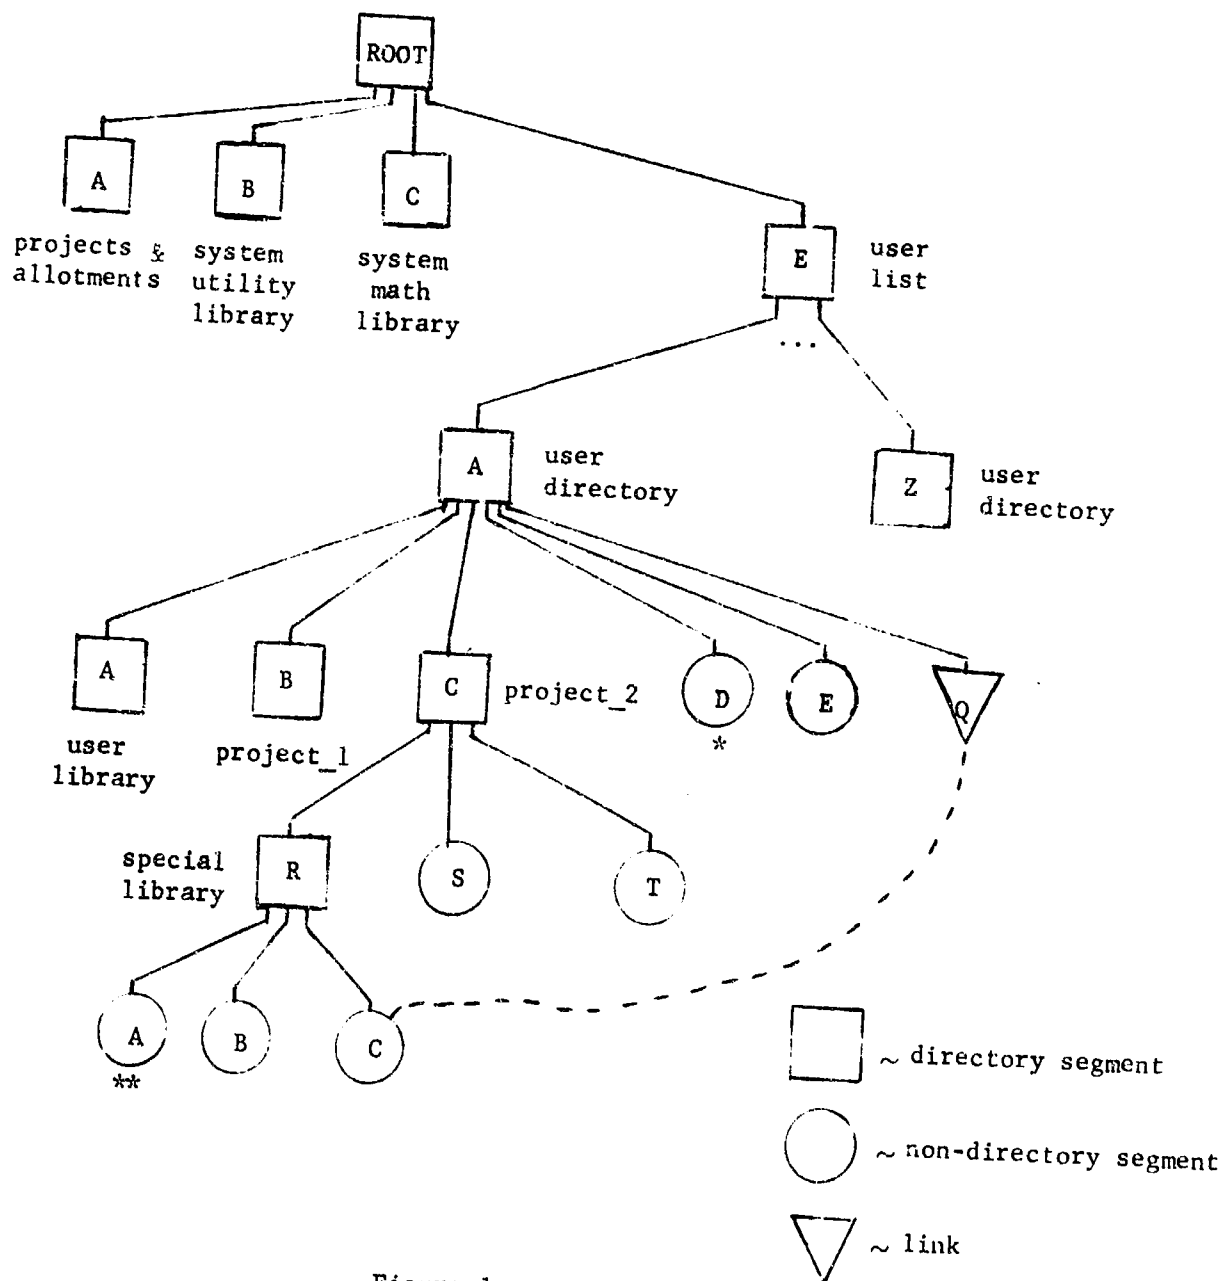 ROOT
A
B
C
projects &
allotments
system
utility
library
system
math
library
E
user
list
...
A
user
directory
Z
user
directory
A
user
library
B
project_1
C
project_2
D
*
E
Q
special
library
R
S
T
A
**
B
C
~ directory segment
~ non-directory segment
~ link